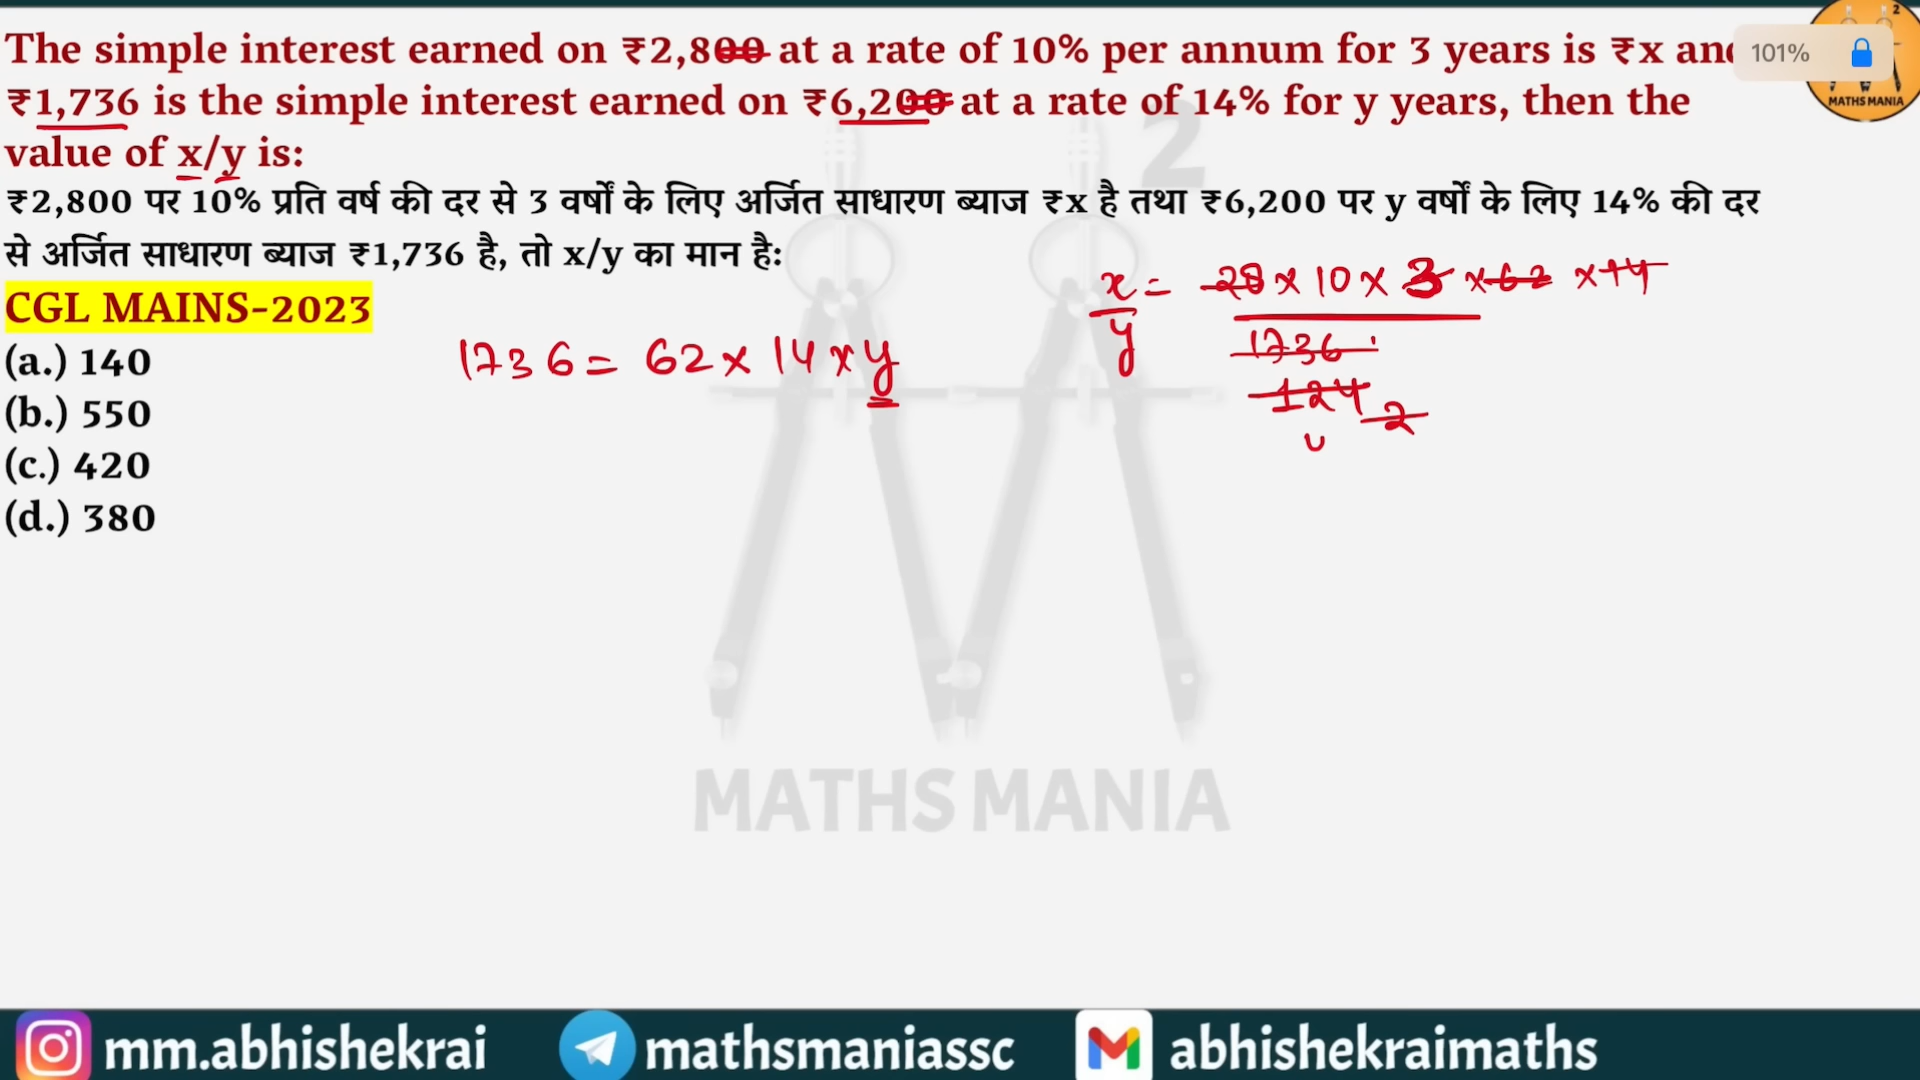 The simple interest earned on ₹2,800 at a rate of 10% per annum for 3 years is ₹x and
₹1,736 is the simple interest earned on ₹6,200 at a rate of 14% for y years, then the
value of x/y is:
₹2,800 पर 10% प्रति वर्ष की दर से 3 वर्षों के लिए अर्जित साधारण ब्याज ₹x है तथा ₹6,200 पर y वर्षों के लिए 14% की दर
से अर्जित साधारण ब्याज ₹1,736 है, तो x/y का मान है:
CGL MAINS-2023
(a.) 140
(b.) 550
(c.) 420
(d.) 380
1736 = 62 x 14 x y
x/y = 28 x 10 x 3 x 62 x 14
1736
124
2
101%
2
MATHS MANIA
2
MATHS MANIA
mm.abhishekrai
mathsmaniassc
abhishekraimaths